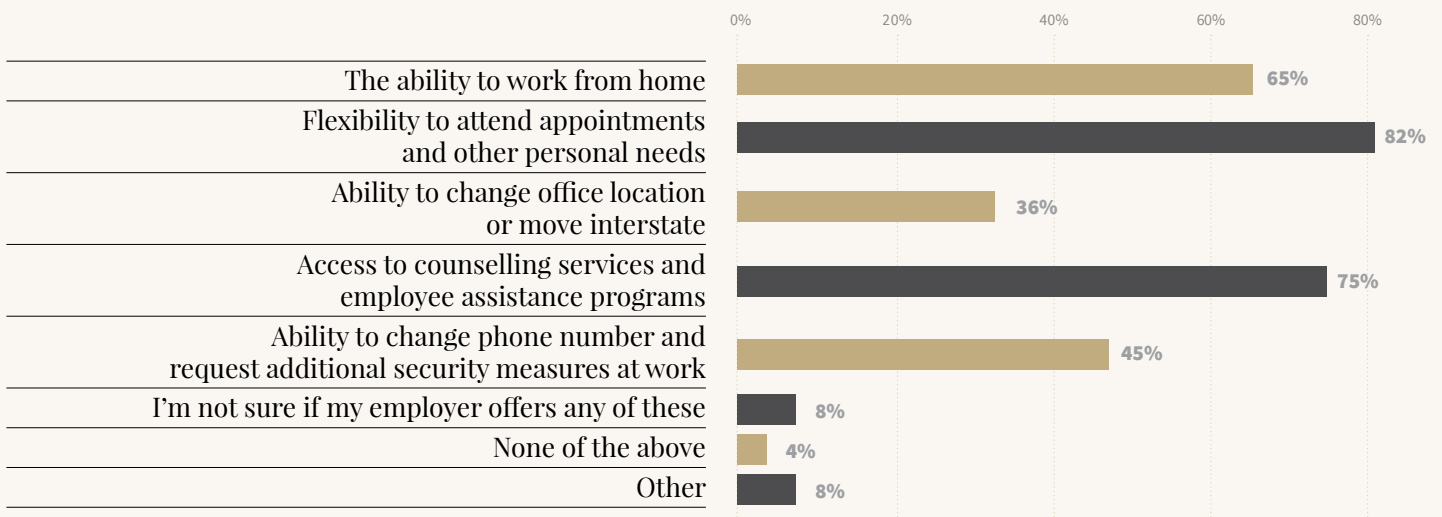 0% 20% 40% 60% 80%
The ability to work from home 65%
Flexibility to attend appointments
and other personal needs 82%
Ability to change office location
or move interstate 36%
Access to counselling services and
employee assistance programs 75%
Ability to change phone number and
request additional security measures at work 45%
I’m not sure if my employer offers any of these 8%
None of the above 4%
Other 8%